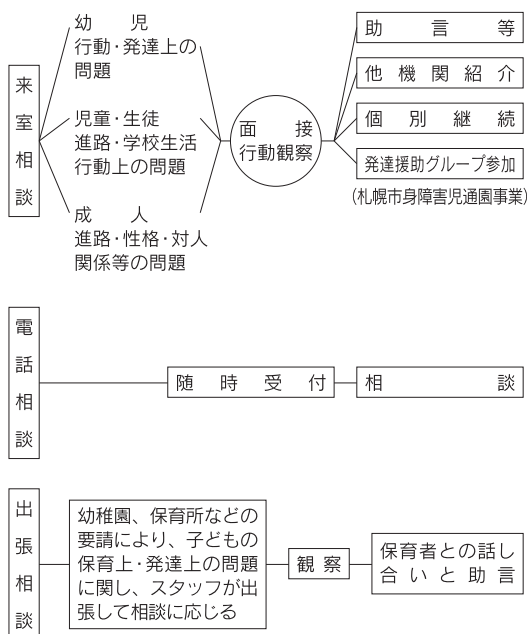 来室相談
幼児
行動・発達上の
問題
児童・生徒
進路・学校生活
行動上の問題
成人
進路・性格・対人
関係等の問題
面接
行動観察
助言等
他機関紹介
個別継続
発達援助グループ参加
(札幌市身障害児通園事業)
電話相談
随時受付
相談
出張相談
幼稚園、保育所などの
要請により、子どもの
保育上・発達上の問題
に関し、スタッフが出
張して相談に応じる
観察
保育者との話し
合いと助言